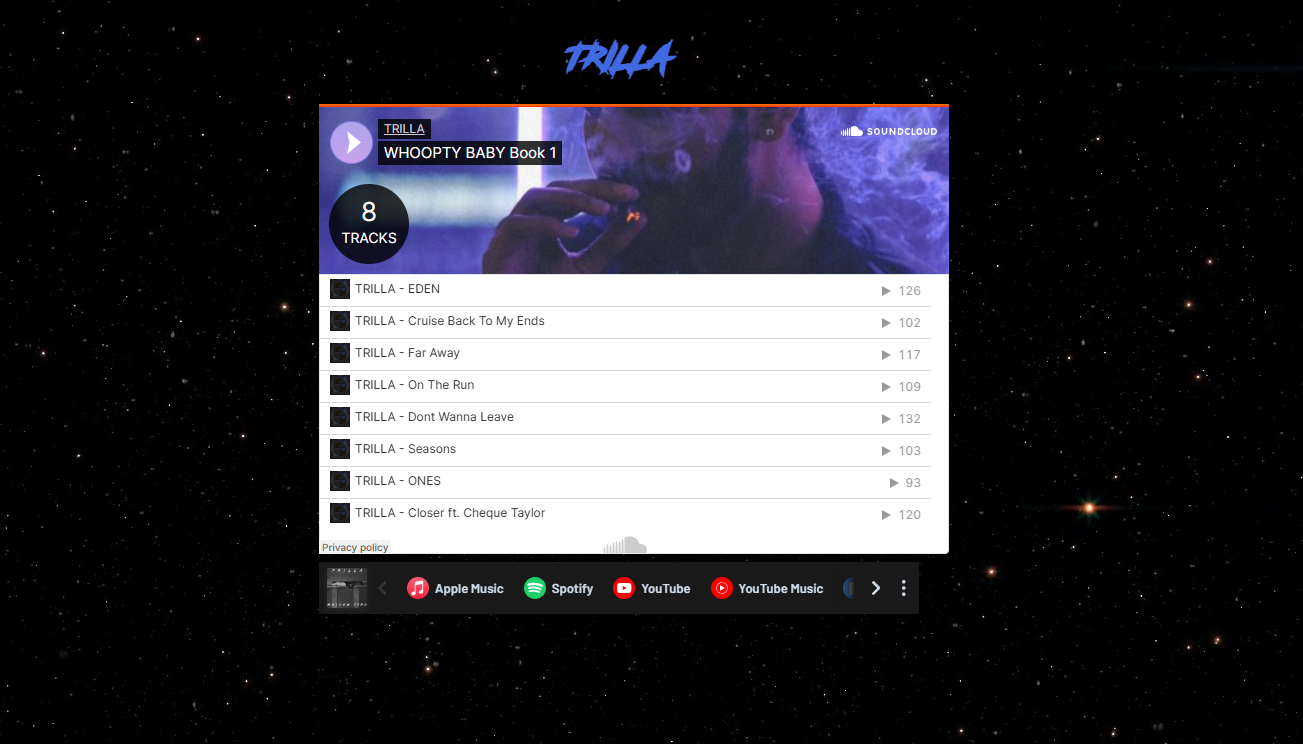 TRILLA
TRILLA
SOUNDCLOUD
WHOOPTY BABY Book 1
8
TRACKS
TRILLA - EDEN 126
TRILLA - Cruise Back To My Ends 102
TRILLA - Far Away 117
TRILLA - On The Run 109
TRILLA - Dont Wanna Leave 132
TRILLA - Seasons 103
TRILLA - ONES 93
TRILLA - Closer ft. Cheque Taylor 120
Privacy policy
TRILLA
Apple Music Spotify YouTube YouTube Music